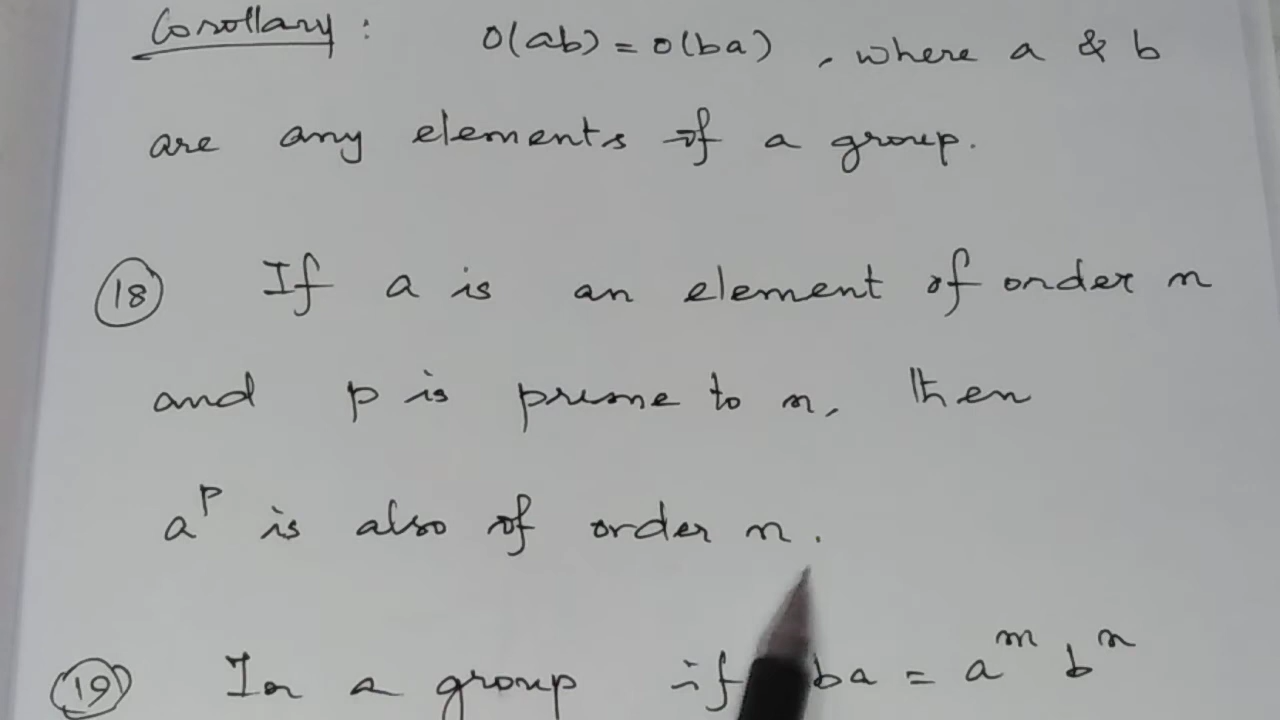 Corollary : O(ab) = O(ba) , where a & b
are any elements of a group.
(18) If a is an element of order n
and p is prime to n, then
a^p is also of order n.
(19) In a group if ba = a^m b^n